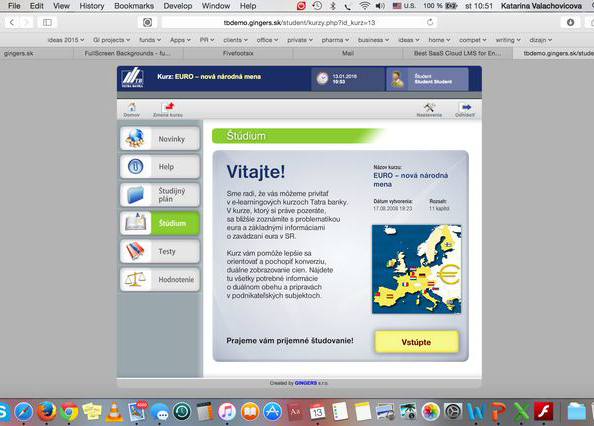 File Edit View History Bookmarks Develop Window Help
U.S. 100 % st 10:51 Katarina Valachovicova
tbdemo.gingers.sk/student/kurzy.php?id_kurz=13
ideas 2015 GI projects funds Apps PR clients office private pharma business ideas home compet writing dizajn
gingers.sk FullScreen Backgrounds - fu... Fivefootsix Mail Best SaaS Cloud LMS for En... tbdemo.gingers.sk/stude
TB
TATRA BANKA
Kurz: EURO – nová národná mena
13.01.2016
10:53
Študent
Student Student
Domov Zmena kurzu Nastavenie Odhlásiť
Novinky
Help
Študijný plán
Štúdium
Testy
Hodnotenie
Štúdium
Vitajte!
Sme radi, že vás môžeme privítať
v e-learningových kurzoch Tatra banky.
V kurze, ktorý si práve pozeráte,
sa bližšie zoznámite s problematikou
eura a základnými informáciami
o zavádzaní eura v SR.
Kurz vám pomôže lepšie sa
orientovať a pochopiť konverziu,
duálne zobrazovanie cien. Nájdete
tu všetky potrebné informácie
o duálnom obehu a prípravách
v podnikateľských subjektoch.
Názov kurzu:
EURO – nová národná
mena
Dátum vytvorenia: Rozsah:
17.08.2008 19:23 11 kapitol
Prajeme vám príjemné študovanie!
Vstúpte
Created by GINGERS s.r.o.
13